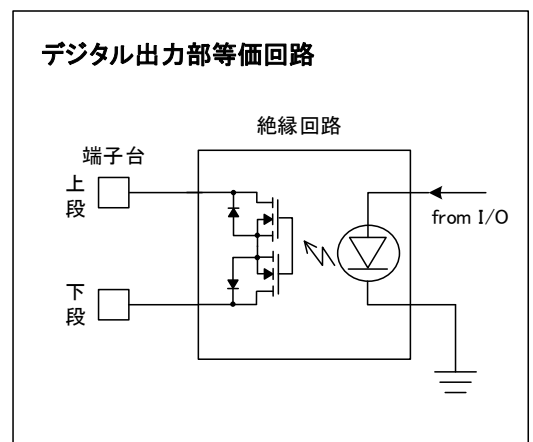 デジタル出力部等価回路
絶縁回路
端子台
上段
from I/O
下段